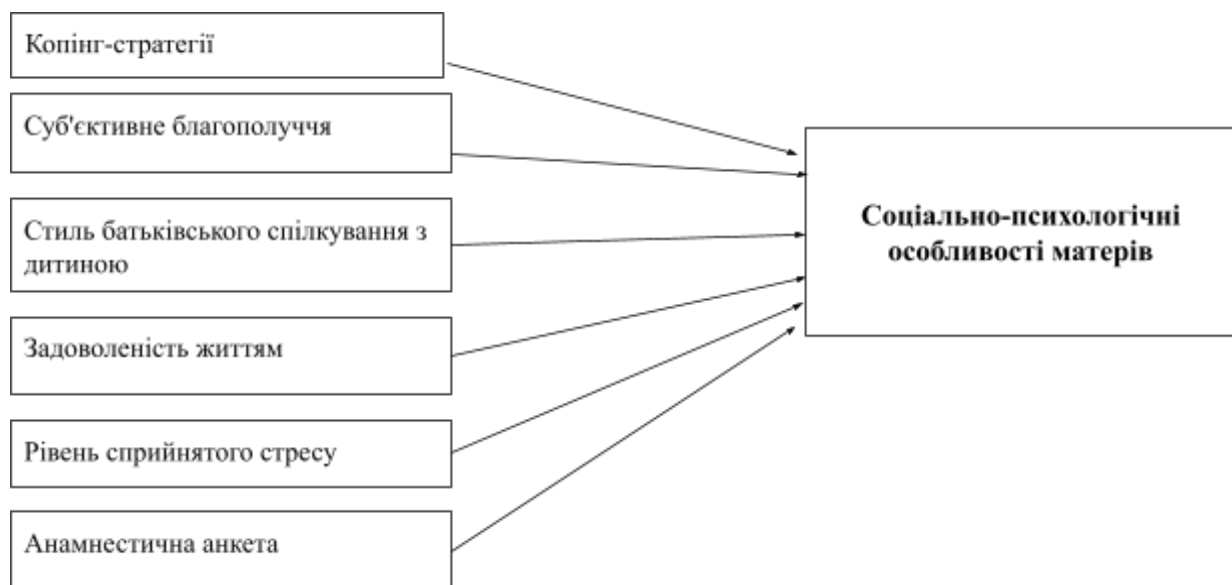 Копінг-стратегії
Суб'єктивне благополуччя
Стиль батьківського спілкування з
дитиною
Задоволеність життям
Рівень сприйнятого стресу
Анамнестична анкета
Соціально-психологічні
особливості матерів